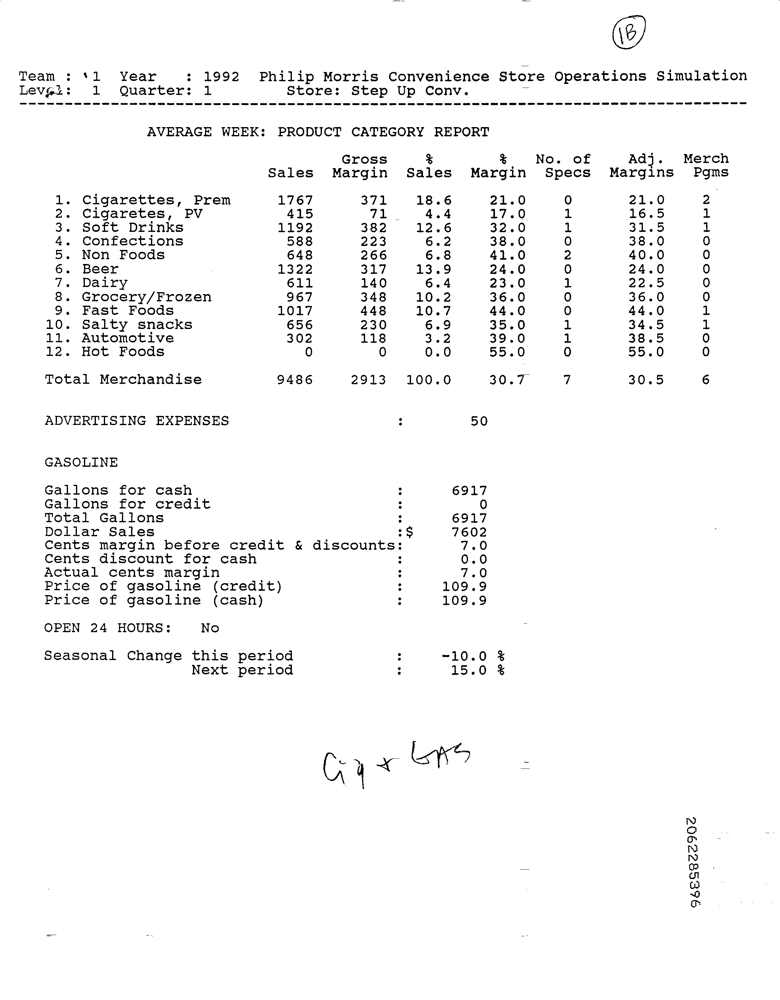 1B
Team : '1 Year : 1992 Philip Morris Convenience Store Operations Simulation
Level: 1 Quarter: 1 Store: Step Up Conv.
AVERAGE WEEK: PRODUCT CATEGORY REPORT
Gross % % No. of Adj. Merch
Sales Margin Sales Margin Specs Margins Pgms
1. Cigarettes, Prem 1767 371 18.6 21.0 0 21.0 2
2. Cigaretes, PV 415 71 4.4 17.0 1 16.5 1
3. Soft Drinks 1192 382 12.6 32.0 1 31.5 1
4. Confections 588 223 6.2 38.0 0 38.0 0
5. Non Foods 648 266 6.8 41.0 2 40.0 0
6. Beer 1322 317 13.9 24.0 0 24.0 0
7. Dairy 611 140 6.4 23.0 1 22.5 0
8. Grocery/Frozen 967 348 10.2 36.0 0 36.0 0
9. Fast Foods 1017 448 10.7 44.0 0 44.0 1
10. Salty snacks 656 230 6.9 35.0 1 34.5 1
11. Automotive 302 118 3.2 39.0 1 38.5 0
12. Hot Foods 0 0 0.0 55.0 0 55.0 0
Total Merchandise 9486 2913 100.0 30.7 7 30.5 6
ADVERTISING EXPENSES : 50
GASOLINE
Gallons for cash : 6917
Gallons for credit : 0
Total Gallons : 6917
Dollar Sales :$ 7602
Cents margin before credit & discounts: 7.0
Cents discount for cash : 0.0
Actual cents margin : 7.0
Price of gasoline (credit) : 109.9
Price of gasoline (cash) : 109.9
OPEN 24 HOURS: No
Seasonal Change this period : -10.0 %
Next period : 15.0 %
Cig + GAS
2062285396